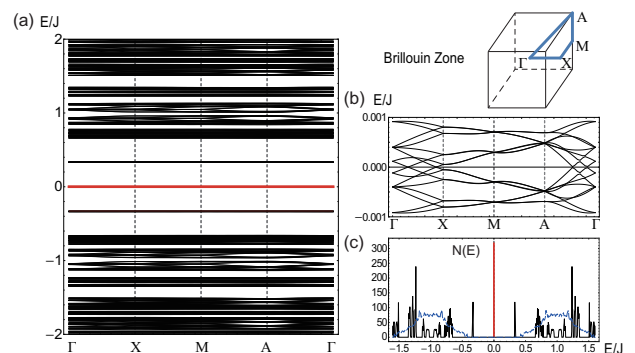 (a) E/J
2
1
0
−1
−2
Γ X M A Γ
Brillouin Zone
A
M
Γ X
(b) E/J
0.001
0.000
−0.001
Γ X M A Γ
(c)
N(E)
300
250
200
150
100
50
0
−1.5 −1.0 −0.5 0.0 0.5 1.0 1.5
E/J